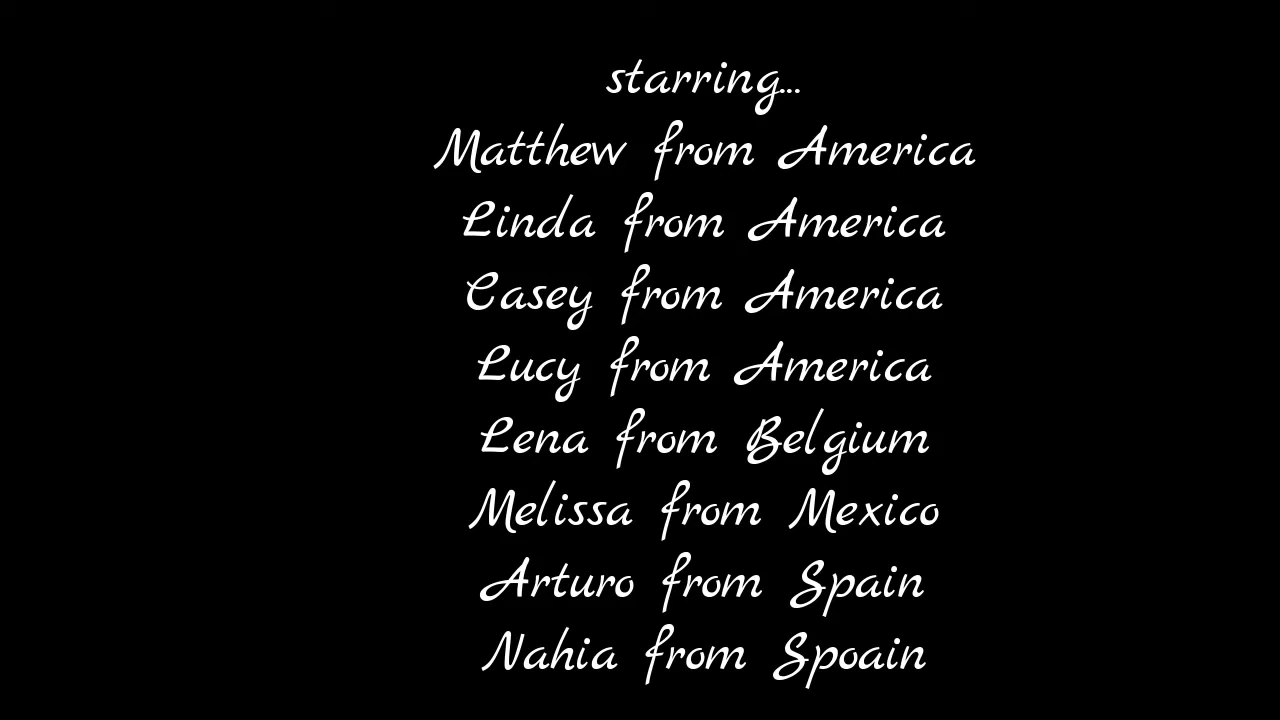 starring...
Matthew from America
Linda from America
Casey from America
Lucy from America
Lena from Belgium
Melissa from Mexico
Arturo from Spain
Nahia from Spoain